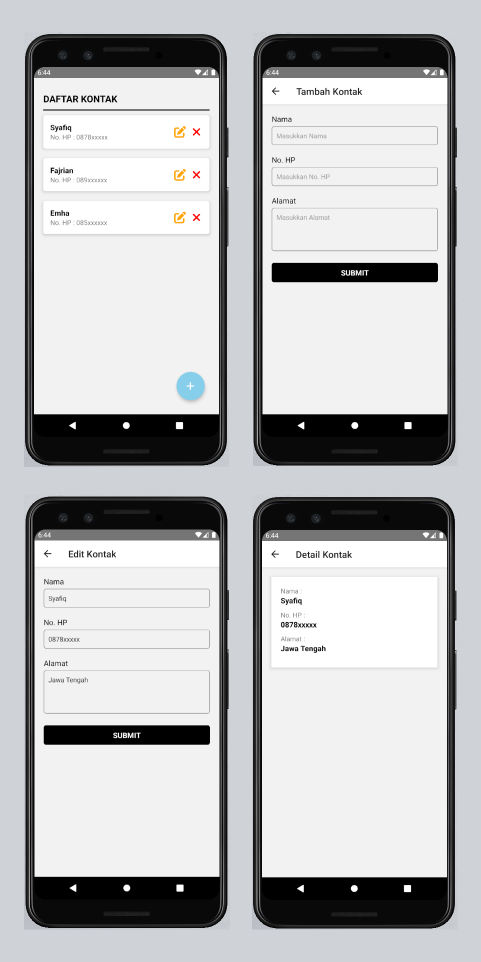 6:44
DAFTAR KONTAK
Syafiq
No. HP : 0878xxxxx
Fajrian
No. HP : 089xxxxxx
Emha
No. HP : 085xxxxxx
+
6:44
Tambah Kontak
Nama
Masukkan Nama
No. HP
Masukkan No. HP
Alamat
Masukkan Alamat
SUBMIT
6:44
Edit Kontak
Nama
Syafiq
No. HP
0878xxxxx
Alamat
Jawa Tengah
SUBMIT
6:44
Detail Kontak
Nama :
Syafiq
No. HP :
0878xxxxx
Alamat :
Jawa Tengah